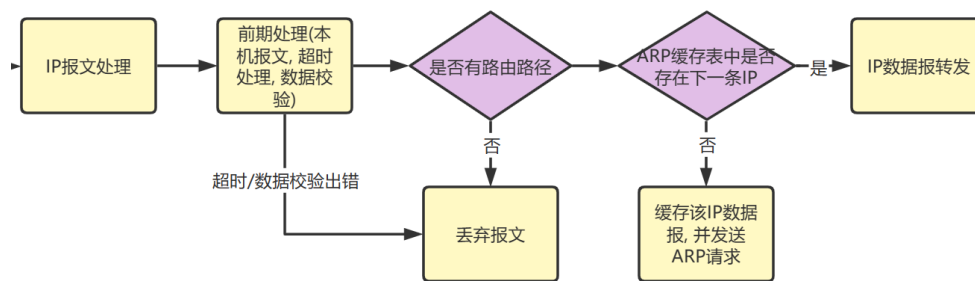 IP报文处理
前期处理(本
机报文, 超时
处理, 数据校
验)
是否有路由路径
ARP缓存表中是否
存在下一条IP
是
IP数据报转发
否
否
超时/数据校验出错
丢弃报文
缓存该IP数据
报, 并发送
ARP请求